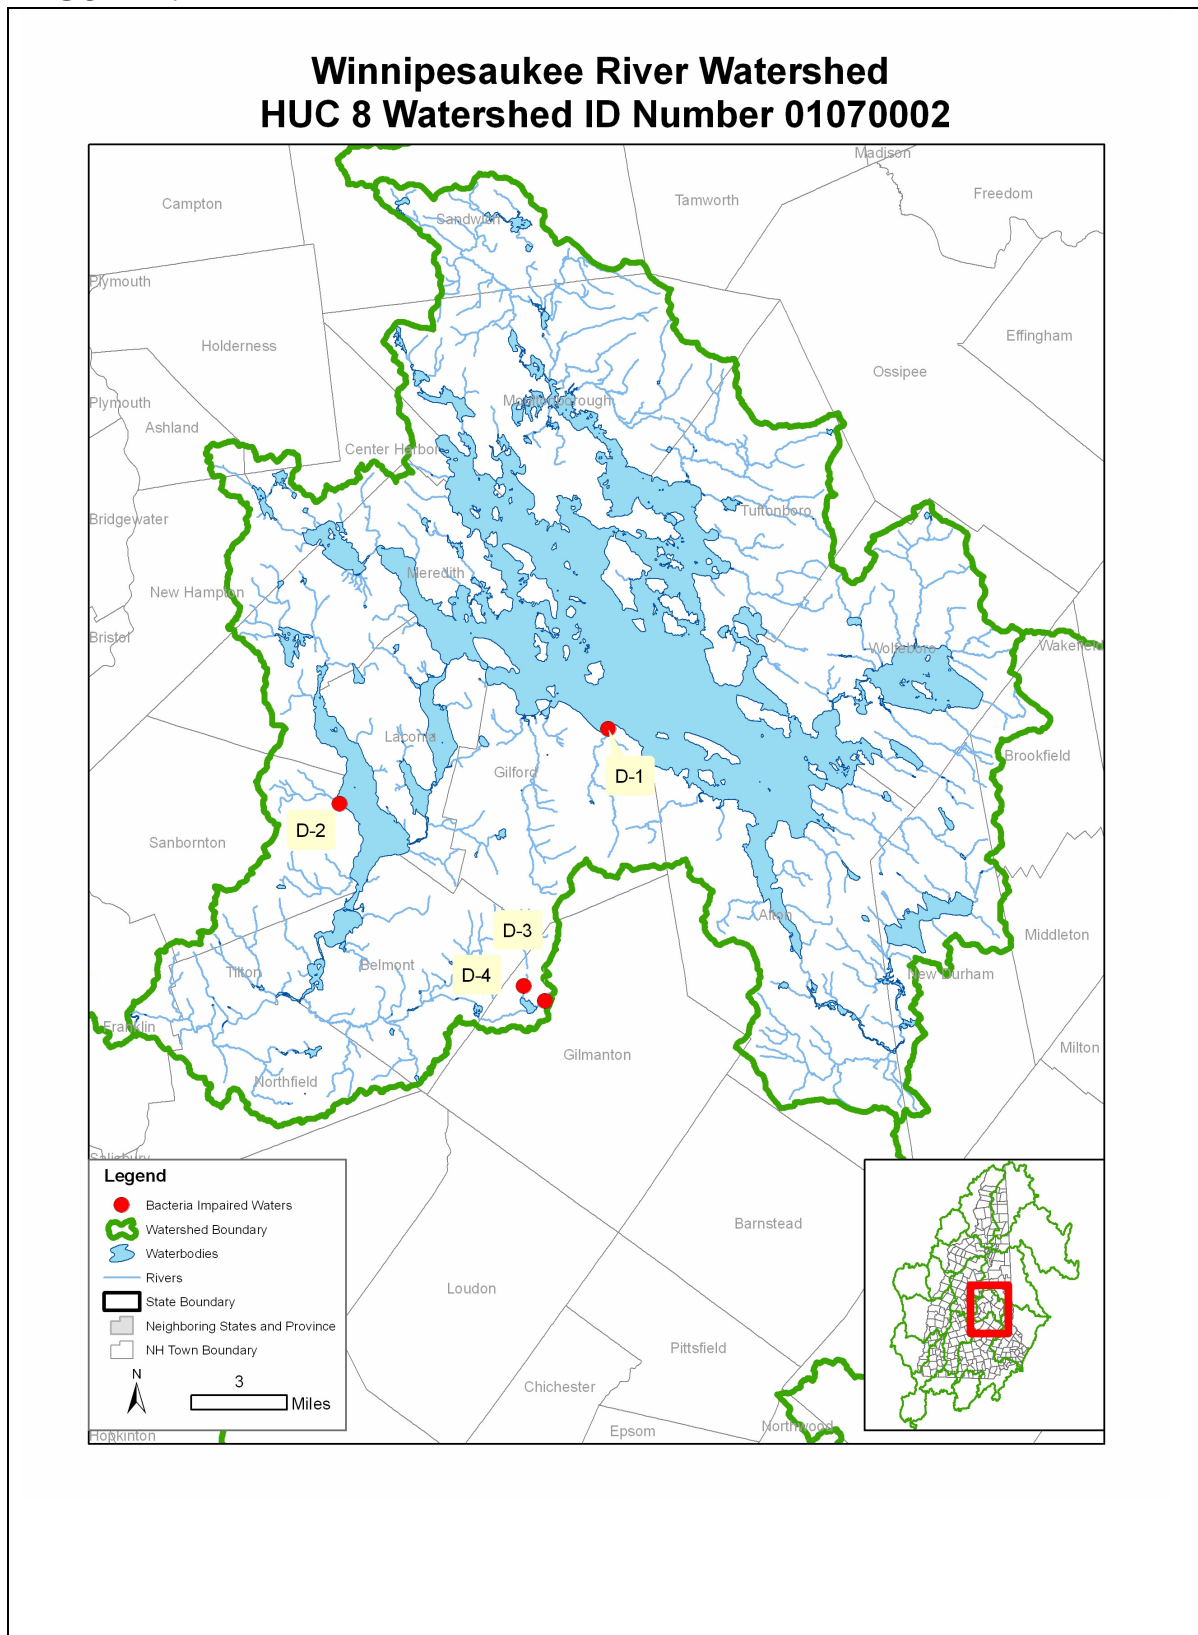 Winnipesaukee River Watershed
HUC 8 Watershed ID Number 01070002
Madison
Campton
Tamworth
Freedom
Sandwich
Plymouth
Holderness
Effingham
Ossipee
Plymouth
Moultonborough
Ashland
Center Harbor
Tuftonboro
Bridgewater
Meredith
New Hampton
Bristol
Wolfeboro
Wakefield
Laconia
Brookfield
Gilford
D-1
D-2
Sanbornton
Alton
D-3
Middleton
Belmont
Tilton
D-4
New Durham
Franklin
Gilmanton
Milton
Northfield
Salisbury
Legend
Bacteria Impaired Waters
Watershed Boundary
Waterbodies
Rivers
State Boundary
Neighboring States and Province
NH Town Boundary
N
3
Miles
Barnstead
Loudon
Pittsfield
Chichester
Northwood
Epsom
Hopkinton